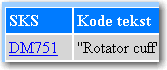 SKS Kode tekst
DM751 "Rotator cuff